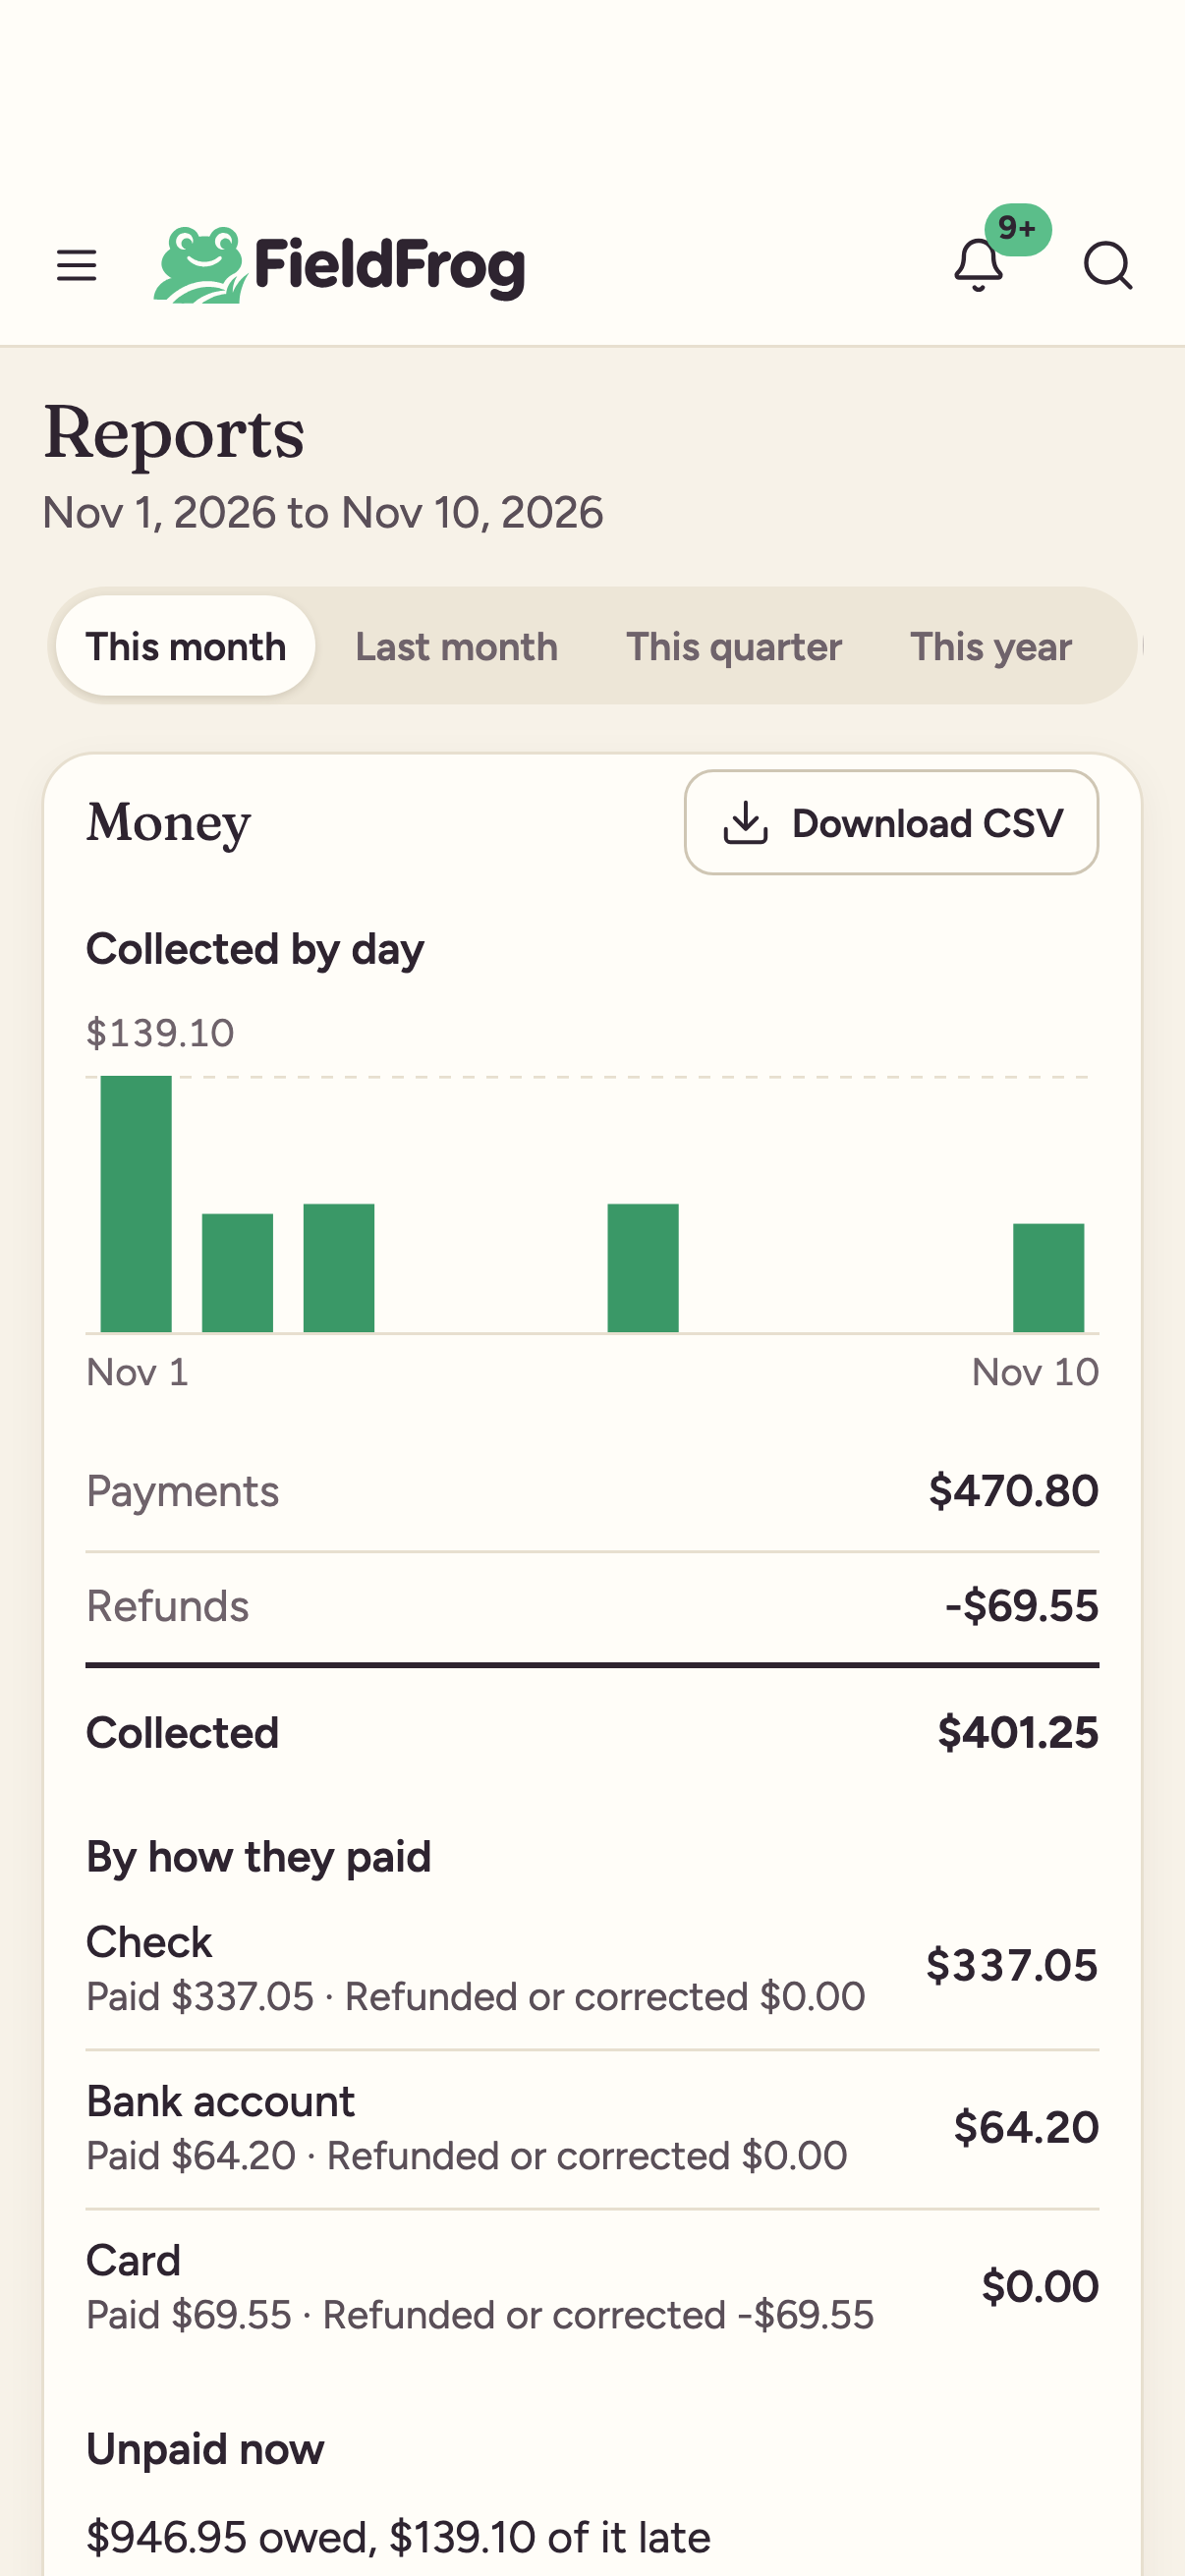 FieldFrog
9+
Reports
Nov 1, 2026 to Nov 10, 2026
This month Last month This quarter This year
Money
Download CSV
Collected by day
$139.10
Nov 1 Nov 10
Payments $470.80
Refunds -$69.55
Collected $401.25
By how they paid
Check
$337.05
Paid $337.05 · Refunded or corrected $0.00
Bank account
$64.20
Paid $64.20 · Refunded or corrected $0.00
Card
$0.00
Paid $69.55 · Refunded or corrected -$69.55
Unpaid now
$946.95 owed, $139.10 of it late